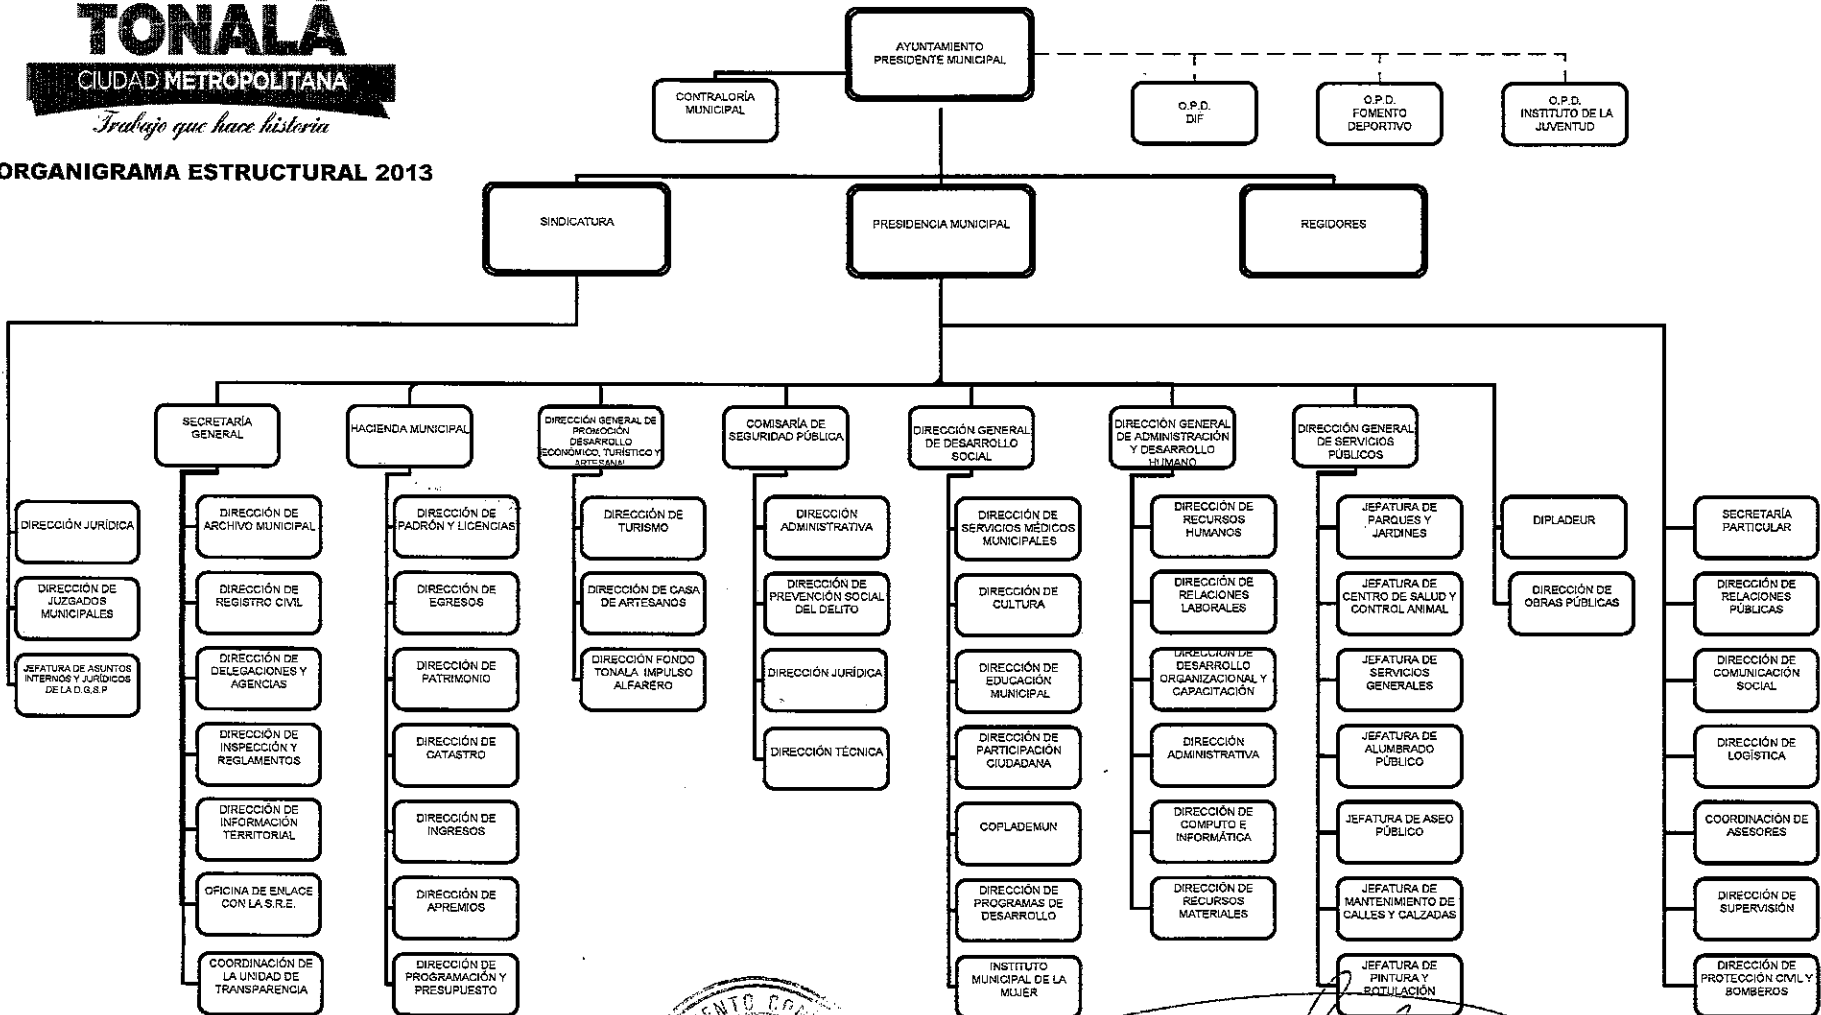 TONALÁ
CIUDAD METROPOLITANA
Trabajo que hace historia
ORGANIGRAMA ESTRUCTURAL 2013
AYUNTAMIENTO
PRESIDENTE MUNICIPAL
CONTRALORÍA
MUNICIPAL
O.P.D.
DIF
O.P.D.
FOMENTO
DEPORTIVO
O.P.D.
INSTITUTO DE LA
JUVENTUD
SINDICATURA
PRESIDENCIA MUNICIPAL
REGIDORES
SECRETARÍA
GENERAL
HACIENDA MUNICIPAL
DIRECCIÓN GENERAL DE
PROMOCIÓN
DESARROLLO
ECONÓMICO, TURÍSTICO Y
ARTESANAL
COMISARÍA DE
SEGURIDAD PÚBLICA
DIRECCIÓN GENERAL
DE DESARROLLO
SOCIAL
DIRECCIÓN GENERAL
DE ADMINISTRACIÓN
Y DESARROLLO
HUMANO
DIRECCIÓN GENERAL
DE SERVICIOS
PÚBLICOS
DIRECCIÓN JURÍDICA
DIRECCIÓN DE
JUZGADOS
MUNICIPALES
JEFATURA DE ASUNTOS
INTERNOS Y JURÍDICOS
DE LA D.G.S.P
DIRECCIÓN DE
ARCHIVO MUNICIPAL
DIRECCIÓN DE
REGISTRO CIVIL
DIRECCIÓN DE
DELEGACIONES Y
AGENCIAS
DIRECCIÓN DE
INSPECCIÓN Y
REGLAMENTOS
DIRECCIÓN DE
INFORMACIÓN
TERRITORIAL
OFICINA DE ENLACE
CON LA S.R.E.
COORDINACIÓN DE
LA UNIDAD DE
TRANSPARENCIA
DIRECCIÓN DE
PADRÓN Y LICENCIAS
DIRECCIÓN DE
EGRESOS
DIRECCIÓN DE
PATRIMONIO
DIRECCIÓN DE
CATASTRO
DIRECCIÓN DE
INGRESOS
DIRECCIÓN DE
APREMIOS
DIRECCIÓN DE
PROGRAMACIÓN Y
PRESUPUESTO
DIRECCIÓN DE
TURISMO
DIRECCIÓN DE CASA
DE ARTESANOS
DIRECCIÓN FONDO
TONALA IMPULSO
ALFARERO
DIRECCIÓN
ADMINISTRATIVA
DIRECCIÓN DE
PREVENCIÓN SOCIAL
DEL DELITO
DIRECCIÓN JURÍDICA
DIRECCIÓN TÉCNICA
DIRECCIÓN DE
SERVICIOS MÉDICOS
MUNICIPALES
DIRECCIÓN DE
CULTURA
DIRECCIÓN DE
EDUCACIÓN
MUNICIPAL
DIRECCIÓN DE
PARTICIPACIÓN
CIUDADANA
COPLADEMUN
DIRECCIÓN DE
PROGRAMAS DE
DESARROLLO
INSTITUTO
MUNICIPAL DE LA
MUJER
DIRECCIÓN DE
RECURSOS
HUMANOS
DIRECCIÓN DE
RELACIONES
LABORALES
DIRECCIÓN DE
DESARROLLO
ORGANIZACIONAL Y
CAPACITACIÓN
DIRECCIÓN
ADMINISTRATIVA
DIRECCIÓN DE
COMPUTO E
INFORMÁTICA
DIRECCIÓN DE
RECURSOS
MATERIALES
JEFATURA DE
PARQUES Y
JARDINES
JEFATURA DE
CENTRO DE SALUD Y
CONTROL ANIMAL
JEFATURA DE
SERVICIOS
GENERALES
JEFATURA DE
ALUMBRADO
PÚBLICO
JEFATURA DE ASEO
PÚBLICO
JEFATURA DE
MANTENIMIENTO DE
CALLES Y CALZADAS
JEFATURA DE
PINTURA Y
ROTULACIÓN
DIPLADEUR
DIRECCIÓN DE
OBRAS PÚBLICAS
SECRETARÍA
PARTICULAR
DIRECCIÓN DE
RELACIONES
PÚBLICAS
DIRECCIÓN DE
COMUNICACIÓN
SOCIAL
DIRECCIÓN DE
LOGÍSTICA
COORDINACIÓN DE
ASESORES
DIRECCIÓN DE
SUPERVISIÓN
DIRECCIÓN DE
PROTECCIÓN CIVIL Y
BOMBEROS